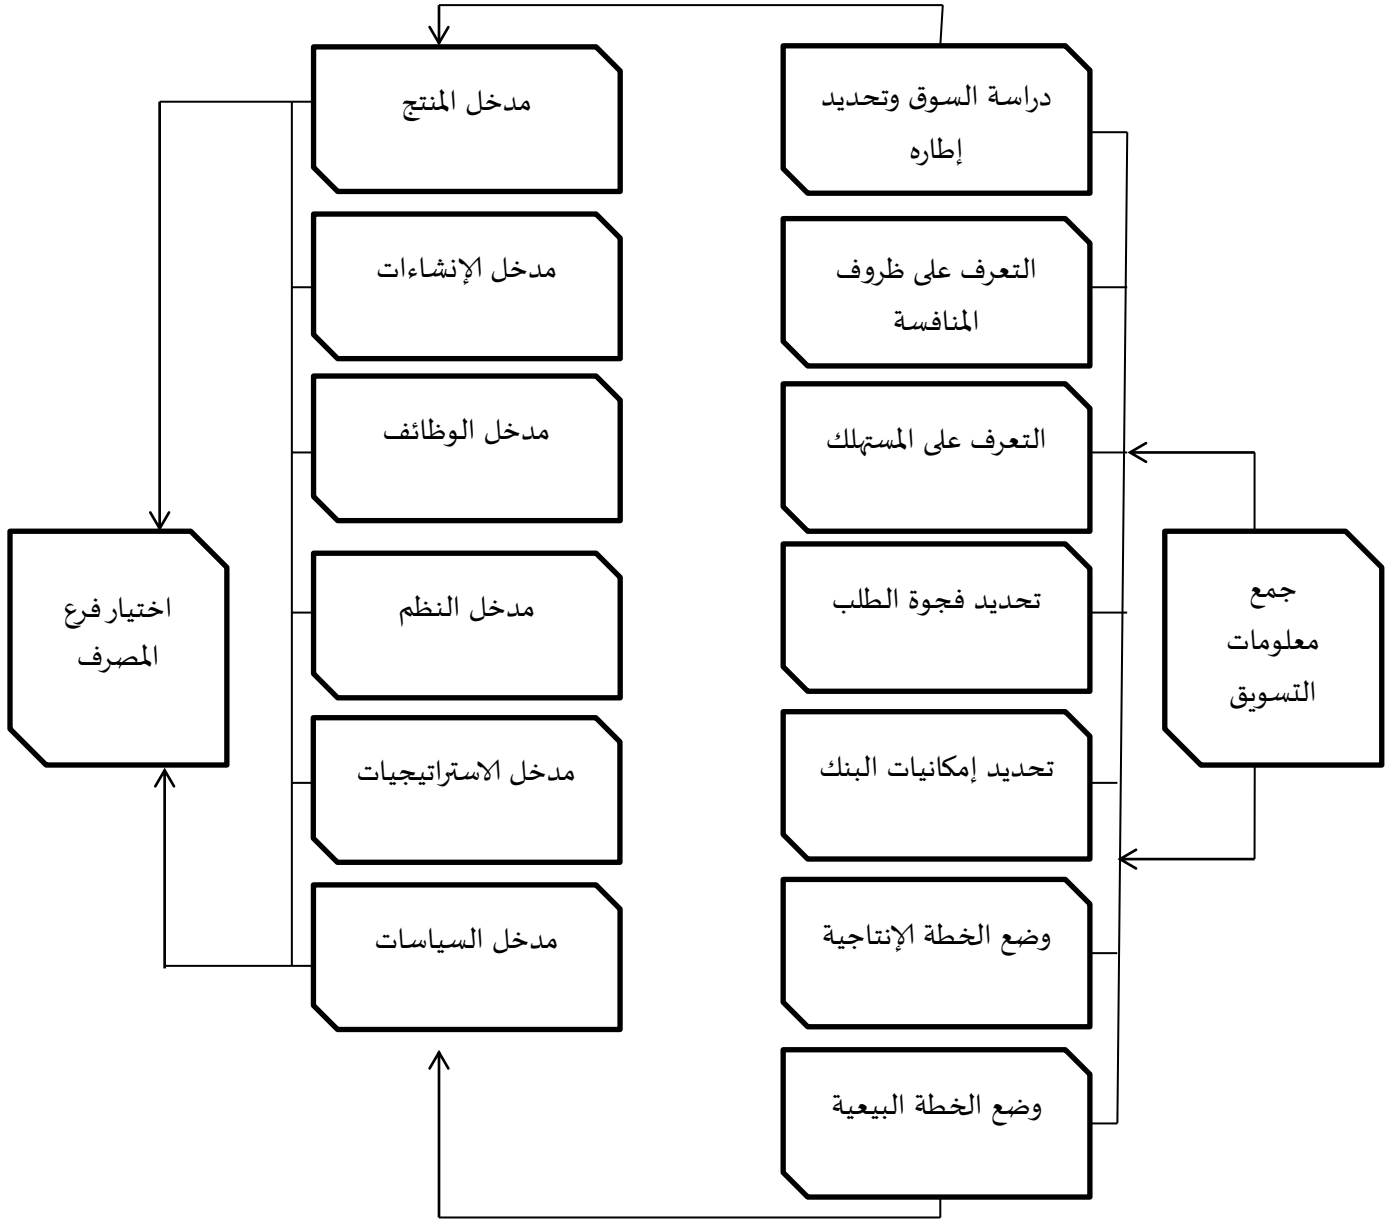 جمع
معلومات
التسويق
دراسة السوق وتحديد
إطاره
التعرف على ظروف
المنافسة
التعرف على المستهلك
تحديد فجوة الطلب
تحديد إمكانيات البنك
وضع الخطة الإنتاجية
وضع الخطة البيعية
مدخل المنتج
مدخل الإنشاءات
مدخل الوظائف
مدخل النظم
مدخل الاستراتيجيات
مدخل السياسات
اختيار فرع
المصرف